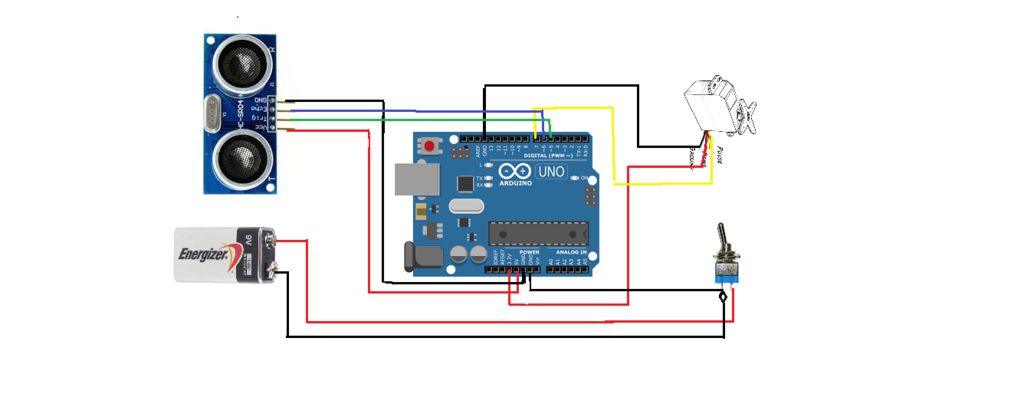 R
GND
Echo
Trig
Vcc
HC-SR04
T
Energizer
9V
AREF
GND
13
12
~11
~10
~9
8
7
~6
~5
4
~3
2
TX→1
RX←0
DIGITAL (PWM ~)
L
TX
RX
ON
UNO
ARDUINO
POWER
ANALOG IN
IOREF
RESET
3.3V
5V
GND
GND
Vin
A0
A1
A2
A3
A4
A5
Pulse